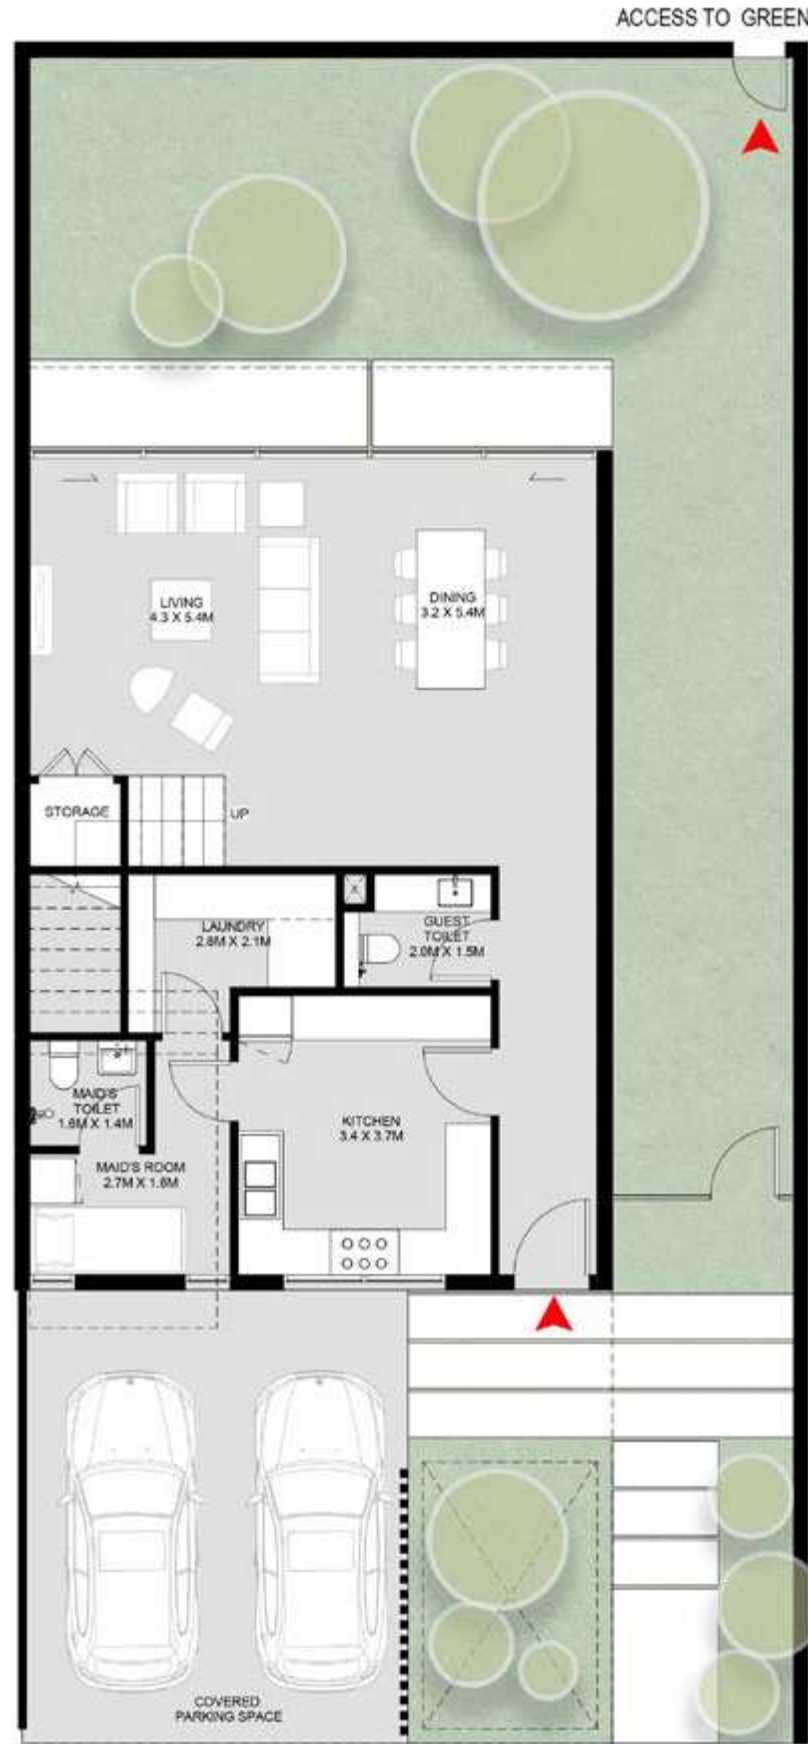 ACCESS TO GREEN
LIVING
4.3 X 5.4M
DINING
3.2 X 5.4M
STORAGE
UP
LAUNDRY
2.8M X 2.1M
GUEST
TOILET
2.0M X 1.5M
MAID'S
TOILET
1.6M X 1.4M
KITCHEN
3.4 X 3.7M
MAID'S ROOM
2.7M X 1.6M
COVERED
PARKING SPACE